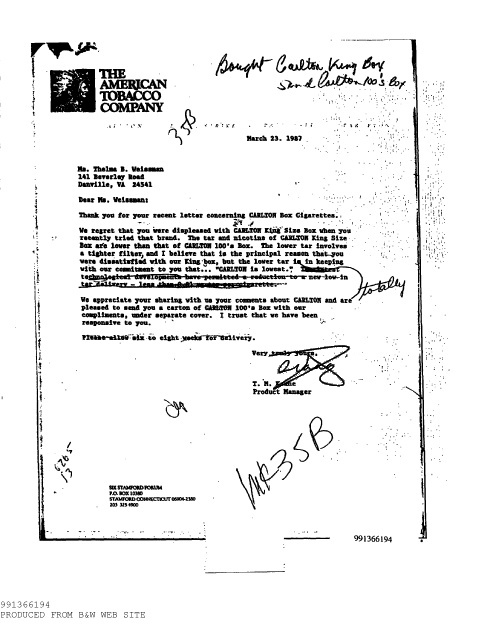 Bought Carlton King Box
send Carlton 100's Box
THE
AMERICAN
TOBACCO
COMPANY
35B
March 23. 1987
Ms. Thelma B. Weissman
141 Beverley Road
Danville, VA 24541
Dear Ms. Weissman:
Thank you for your recent letter concerning CARLTON Box Cigarettes.
We regret that you were displeased with CARLTON King Size Box when you
recently tried that brand. The tar and nicotine of CARLTON King Size
Box are lower than that of CARLTON 100's Box. The lower tar involves
a tighter filter, and I believe that is the principal reason that you
were dissatisfied with our King box, but the lower tar is in keeping
with our commitment to you that... "CARLTON is lowest."
technological developments have permitted a reduction to a new low in
tar delivery - less than 0.01 cigarette.
totally
We appreciate your sharing with us your comments about CARLTON and are
pleased to send you a carton of CARLTON 100's Box with our
compliments, under separate cover. I trust that we have been
responsive to you.
Please allow six to eight weeks for delivery.
Very truly yours,
T. M.
Product Manager
MK35B
SIX STAMFORD FORUM
P.O. BOX 10380
STAMFORD CONNECTICUT 06904-2380
203 325-4900
991366194
991366194
PRODUCED FROM B&W WEB SITE